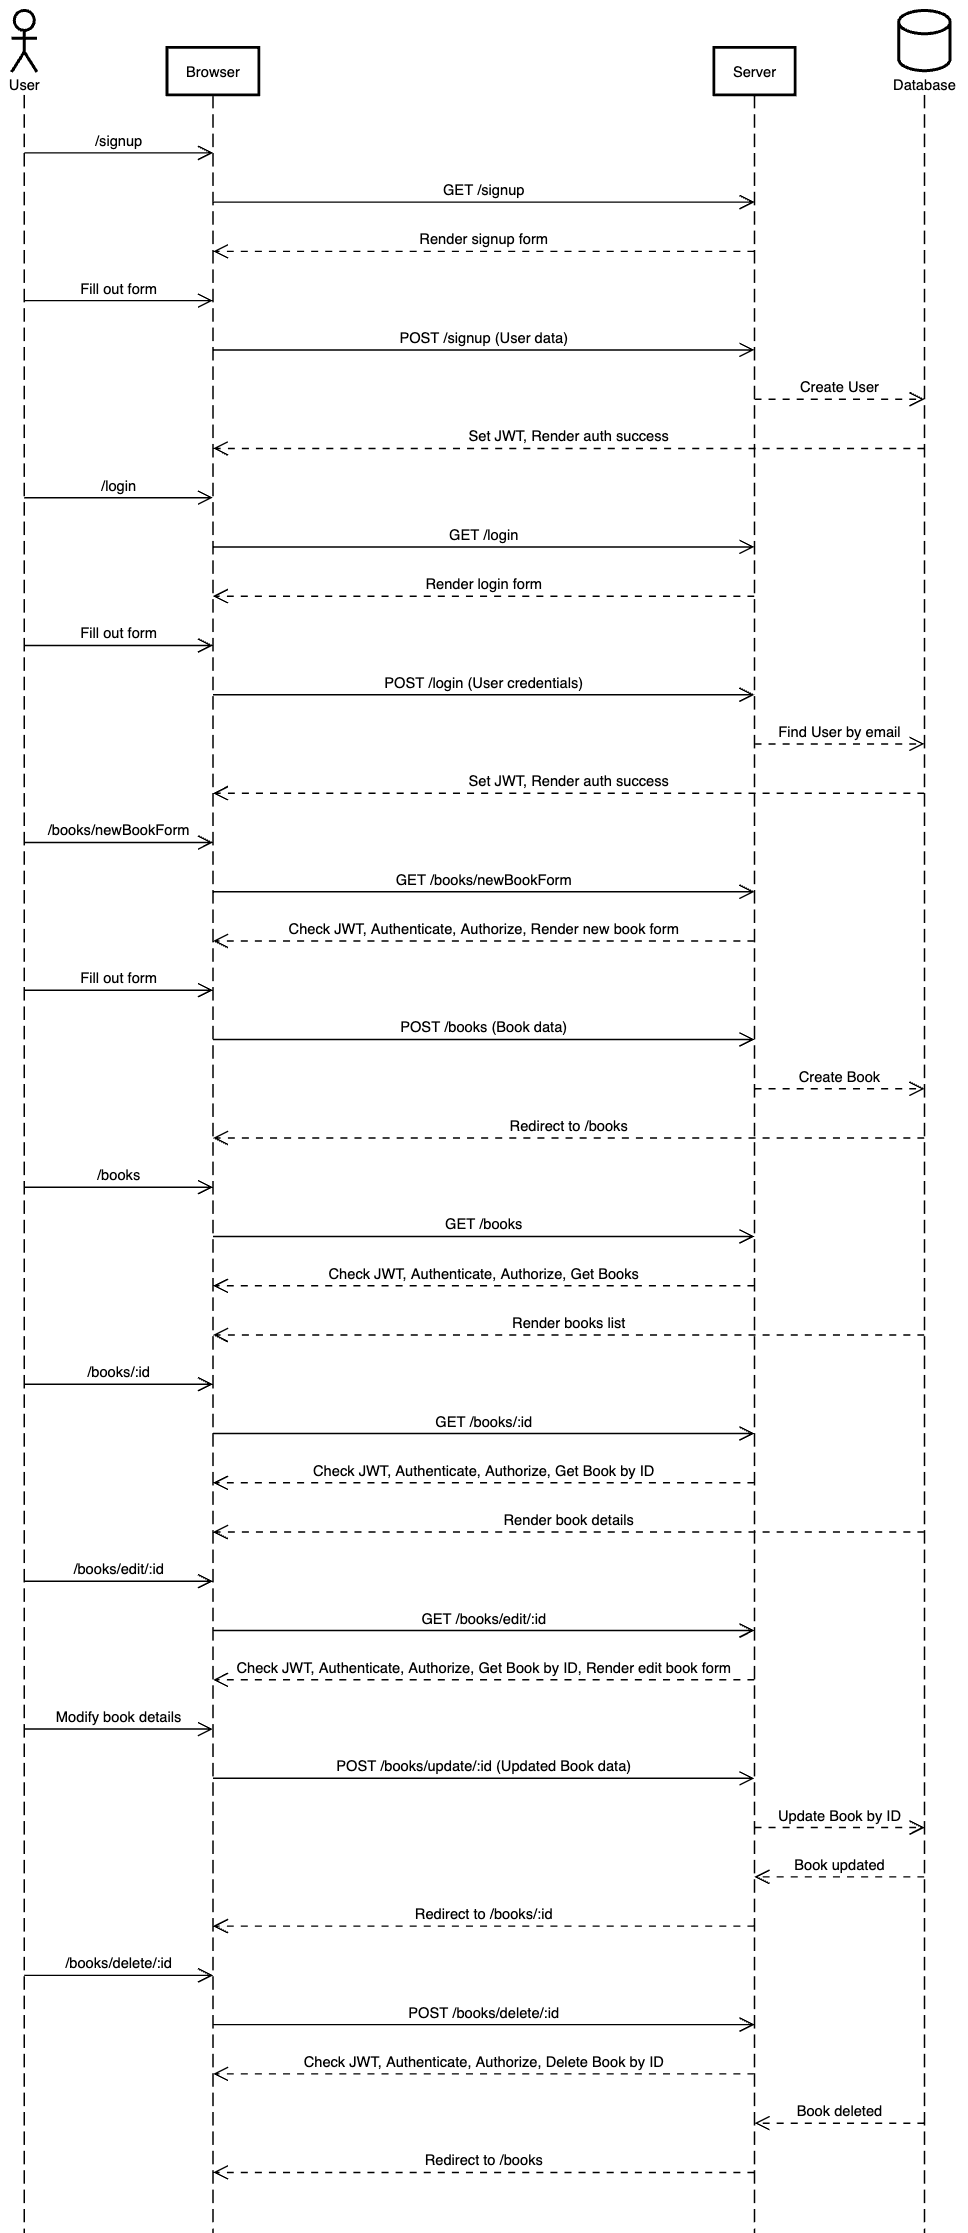 User
Browser
Server
Database
/signup
GET /signup
Render signup form
Fill out form
POST /signup (User data)
Create User
Set JWT, Render auth success
/login
GET /login
Render login form
Fill out form
POST /login (User credentials)
Find User by email
Set JWT, Render auth success
/books/newBookForm
GET /books/newBookForm
Check JWT, Authenticate, Authorize, Render new book form
Fill out form
POST /books (Book data)
Create Book
Redirect to /books
/books
GET /books
Check JWT, Authenticate, Authorize, Get Books
Render books list
/books/:id
GET /books/:id
Check JWT, Authenticate, Authorize, Get Book by ID
Render book details
/books/edit/:id
GET /books/edit/:id
Check JWT, Authenticate, Authorize, Get Book by ID, Render edit book form
Modify book details
POST /books/update/:id (Updated Book data)
Update Book by ID
Book updated
Redirect to /books/:id
/books/delete/:id
POST /books/delete/:id
Check JWT, Authenticate, Authorize, Delete Book by ID
Book deleted
Redirect to /books